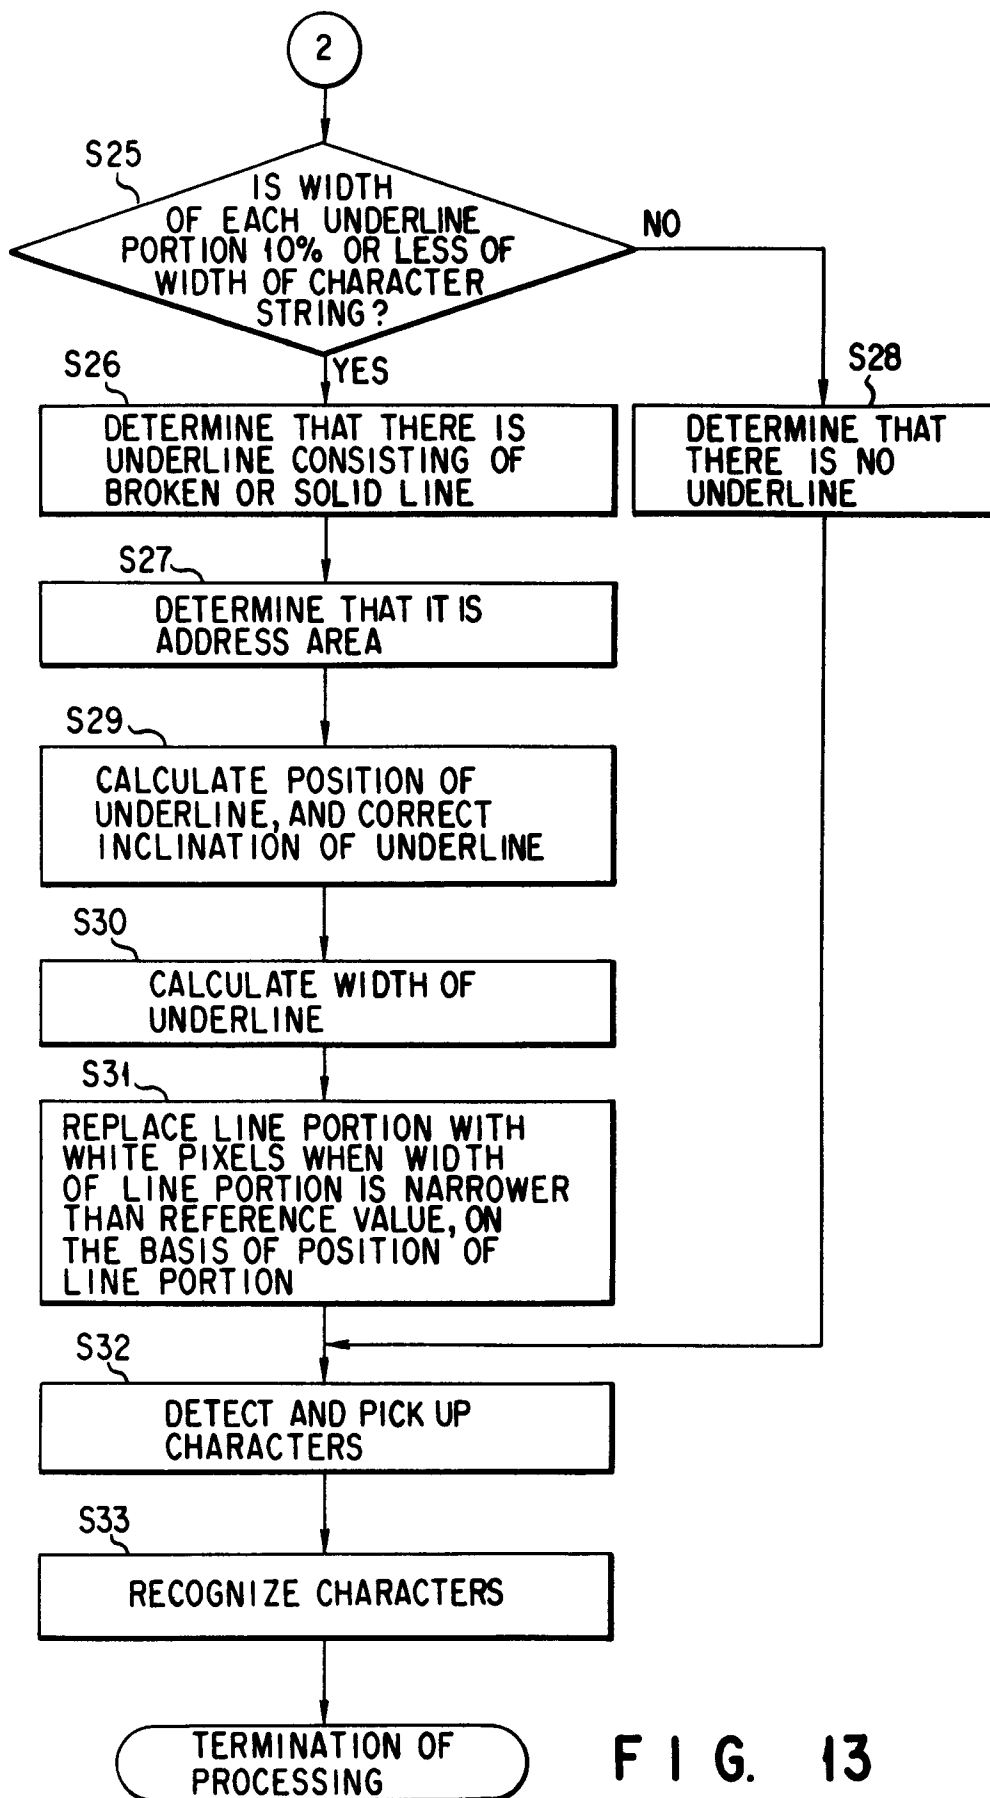 2
S25
IS WIDTH
OF EACH UNDERLINE
PORTION 10% OR LESS OF
WIDTH OF CHARACTER
STRING?
NO
YES
S26
DETERMINE THAT THERE IS
UNDERLINE CONSISTING OF
BROKEN OR SOLID LINE
S28
DETERMINE THAT
THERE IS NO
UNDERLINE
S27
DETERMINE THAT IT IS
ADDRESS AREA
S29
CALCULATE POSITION OF
UNDERLINE, AND CORRECT
INCLINATION OF UNDERLINE
S30
CALCULATE WIDTH OF
UNDERLINE
S31
REPLACE LINE PORTION WITH
WHITE PIXELS WHEN WIDTH
OF LINE PORTION IS NARROWER
THAN REFERENCE VALUE, ON
THE BASIS OF POSITION OF
LINE PORTION
S32
DETECT AND PICK UP
CHARACTERS
S33
RECOGNIZE CHARACTERS
TERMINATION OF
PROCESSING
FIG. 13